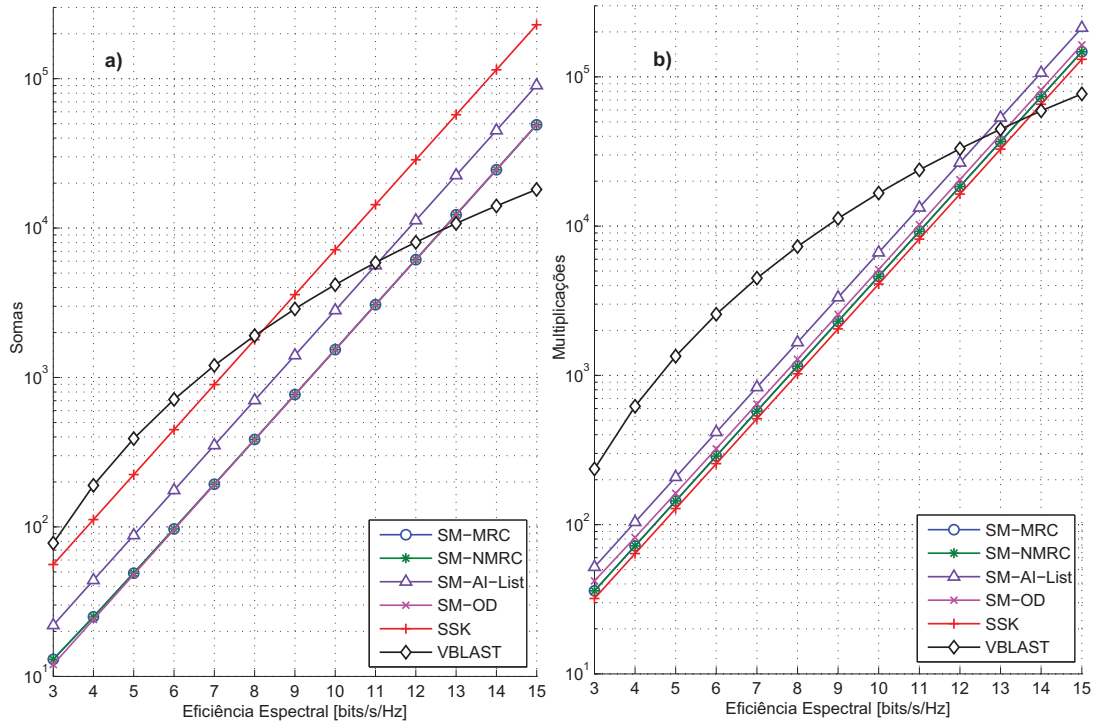 a)
10^5
10^4
10^3
10^2
10^1
Somas
3 4 5 6 7 8 9 10 11 12 13 14 15
Eficiência Espectral [bits/s/Hz]
SM−MRC
SM−NMRC
SM−AI−List
SM−OD
SSK
VBLAST
b)
10^5
10^4
10^3
10^2
10^1
Multiplicações
3 4 5 6 7 8 9 10 11 12 13 14 15
Eficiência Espectral [bits/s/Hz]
SM−MRC
SM−NMRC
SM−AI−List
SM−OD
SSK
VBLAST